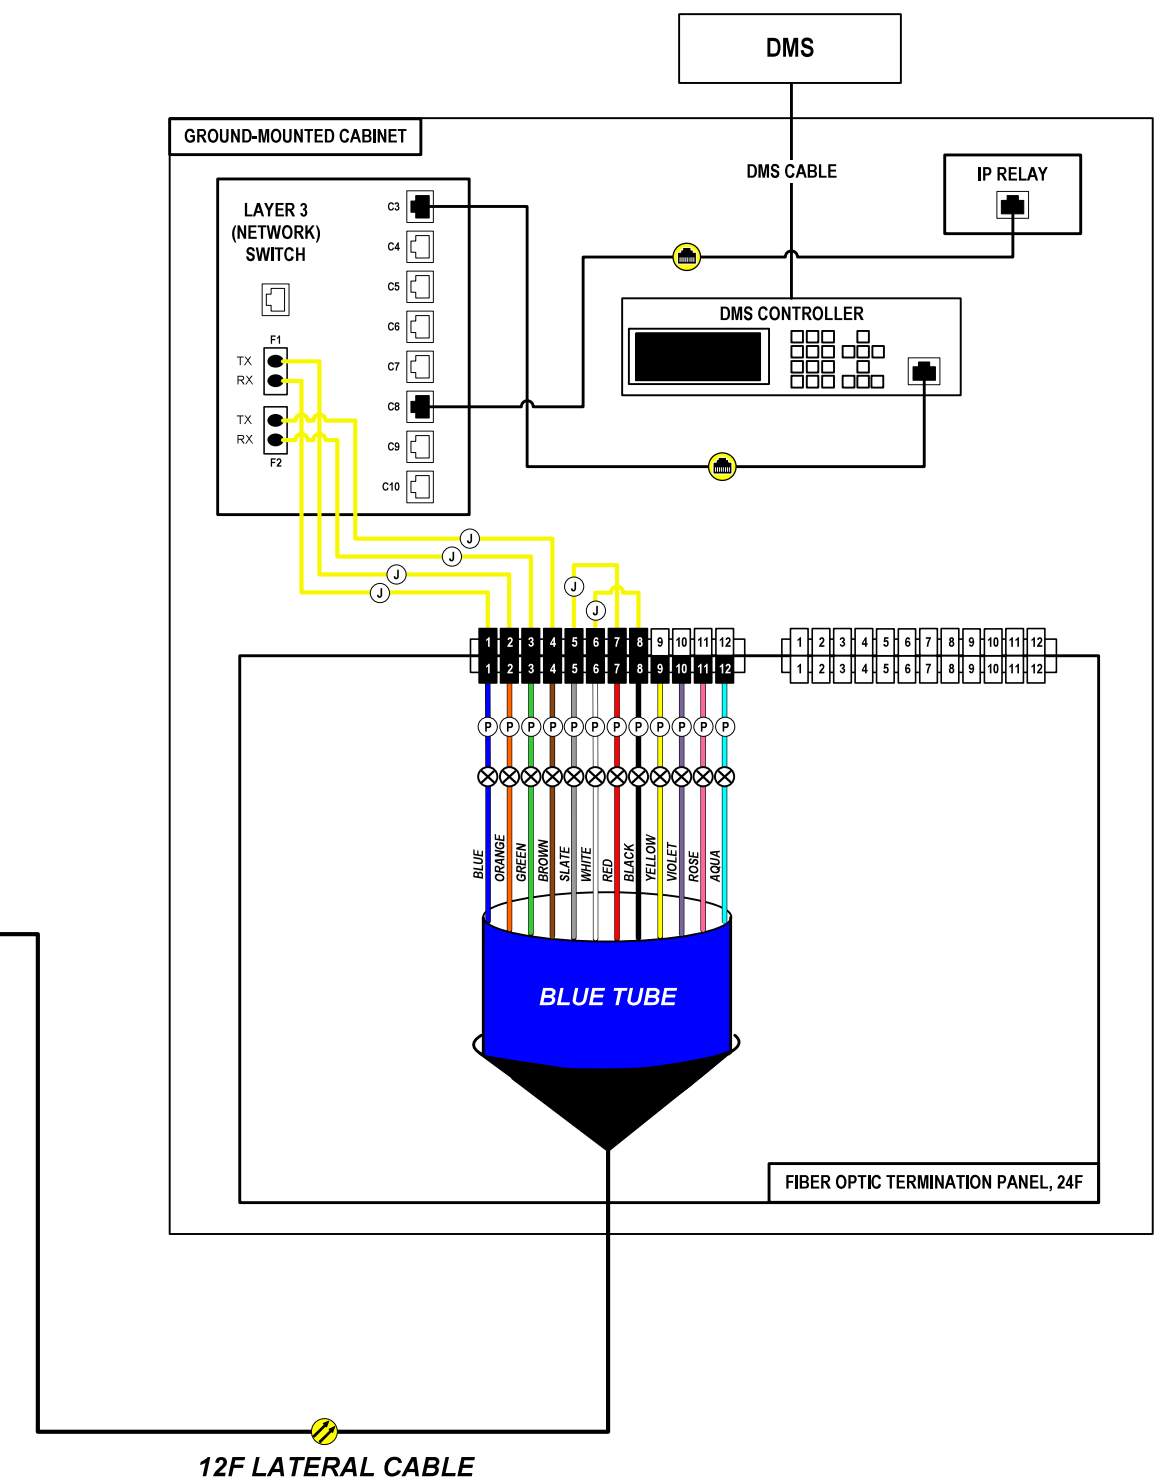 DMS
GROUND-MOUNTED CABINET
DMS CABLE
IP RELAY
LAYER 3
(NETWORK)
SWITCH
C3
C4
C5
C6
C7
C8
C9
C10
F1
TX
RX
TX
RX
F2
DMS CONTROLLER
J
J
J
J
J
J
1 2 3 4 5 6 7 8 9 10 11 12
1 2 3 4 5 6 7 8 9 10 11 12
1 2 3 4 5 6 7 8 9 10 11 12
1 2 3 4 5 6 7 8 9 10 11 12
P P P P P P P P P P P P
BLUE
ORANGE
GREEN
BROWN
SLATE
WHITE
RED
BLACK
YELLOW
VIOLET
ROSE
AQUA
BLUE TUBE
FIBER OPTIC TERMINATION PANEL, 24F
12F LATERAL CABLE